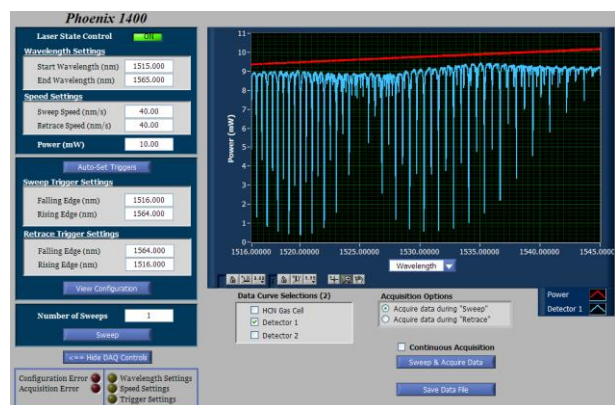 Phoenix 1400
Laser State Control ON
Wavelength Settings
Start Wavelength (nm) 1515.000
End Wavelength (nm) 1565.000
Speed Settings
Sweep Speed (nm/s) 40.00
Retrace Speed (nm/s) 40.00
Power (mW) 10.00
Auto-Set Triggers
Sweep Trigger Settings
Falling Edge (nm) 1516.000
Rising Edge (nm) 1564.000
Retrace Trigger Settings
Falling Edge (nm) 1564.000
Rising Edge (nm) 1516.000
View Configuration
Number of Sweeps 1
Sweep
<== Hide DAQ Controls
Configuration Error Wavelength Settings
Acquisition Error Speed Settings
Trigger Settings
11
10
9
8
7
6
5
4
3
2
1
0
Power (mW)
1516.00000 1520.00000 1525.00000 1530.00000 1535.00000 1540.00000 1545.00000
Wavelength
Data Curve Selections (2)
HCN Gas Cell
Detector 1
Detector 2
Acquisition Options
Acquire data during "Sweep"
Acquire data during "Retrace"
Continuous Acquisition
Sweep & Acquire Data
Save Data File
Power
Detector 1